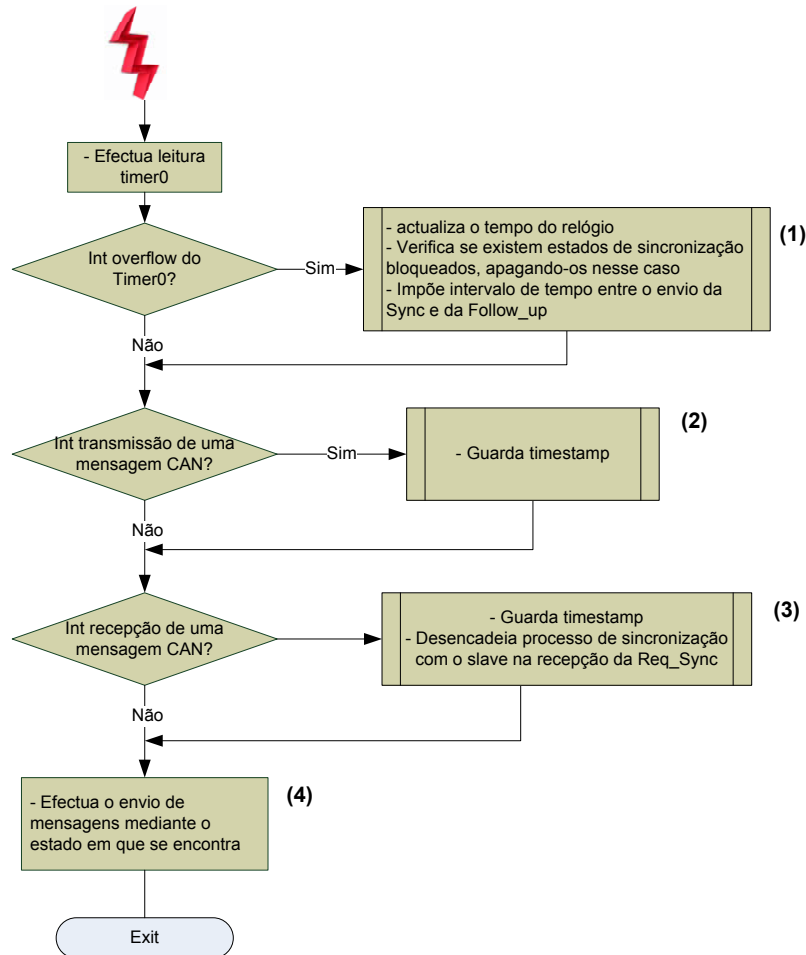 - Efectua leitura
timer0
Int overflow do
Timer0?
Sim
- actualiza o tempo do relógio
- Verifica se existem estados de sincronização
bloqueados, apagando-os nesse caso
- Impõe intervalo de tempo entre o envio da
Sync e da Follow_up
(1)
Não
Int transmissão de uma
mensagem CAN?
Sim
- Guarda timestamp
(2)
Não
Int recepção de uma
mensagem CAN?
- Guarda timestamp
- Desencadeia processo de sincronização
com o slave na recepção da Req_Sync
(3)
Não
- Efectua o envio de
mensagens mediante o
estado em que se encontra
(4)
Exit